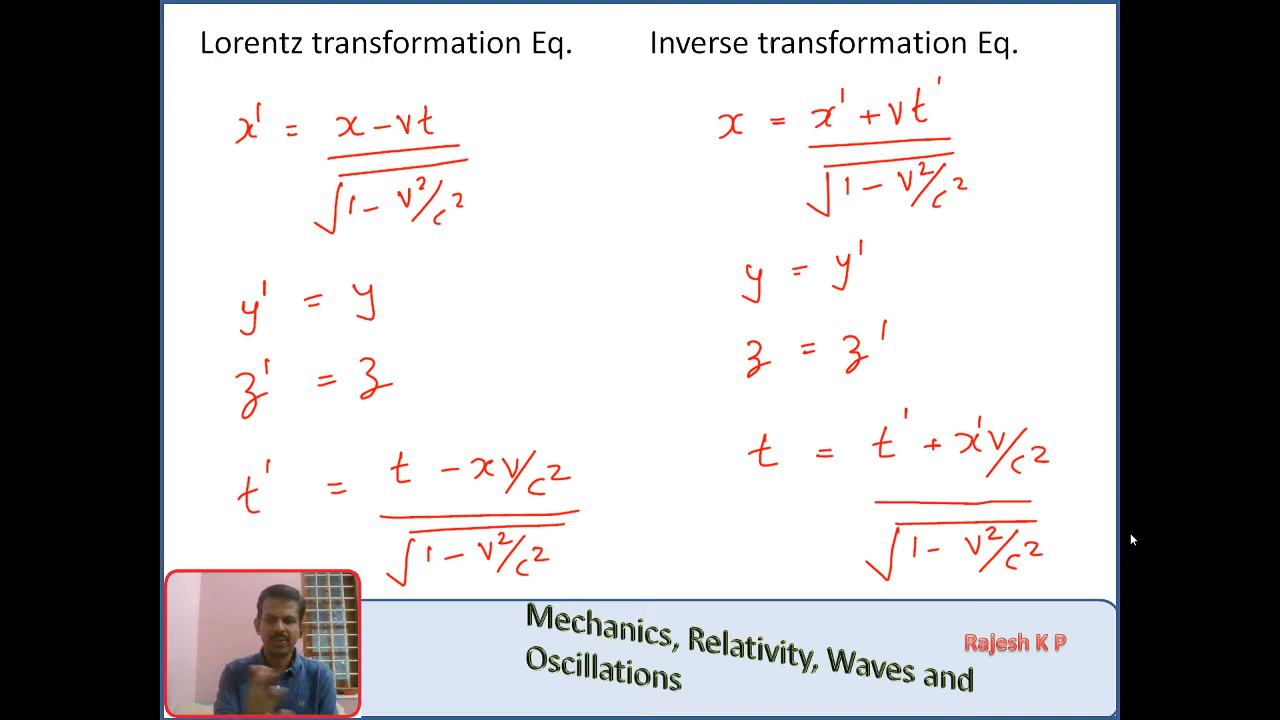 Lorentz transformation Eq.
x' = x - vt / √(1 - v²/c²)
y' = y
z' = z
t' = t - xv/c² / √(1 - v²/c²)
Inverse transformation Eq.
x = x' + vt' / √(1 - v²/c²)
y = y'
z = z'
t = t' + x'v/c² / √(1 - v²/c²)
Mechanics, Relativity, Waves and
Oscillations
Rajesh K P